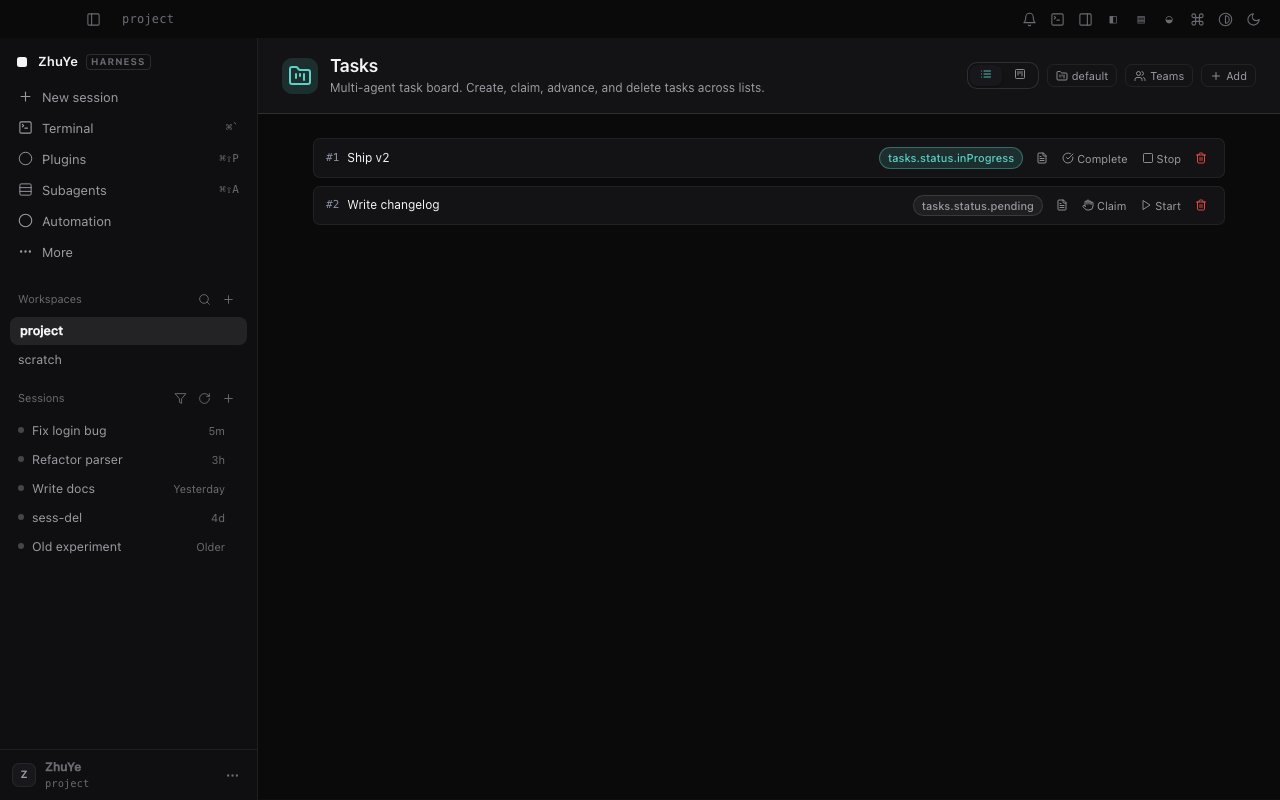 project
ZhuYe HARNESS
New session
Terminal ⌘`
Plugins ⌘⇧P
Subagents ⌘⇧A
Automation
More
Workspaces
project
scratch
Sessions
Fix login bug 5m
Refactor parser 3h
Write docs Yesterday
sess-del 4d
Old experiment Older
Z ZhuYe
project
Tasks
Multi-agent task board. Create, claim, advance, and delete tasks across lists.
default Teams Add
#1 Ship v2 tasks.status.inProgress Complete Stop
#2 Write changelog tasks.status.pending Claim Start